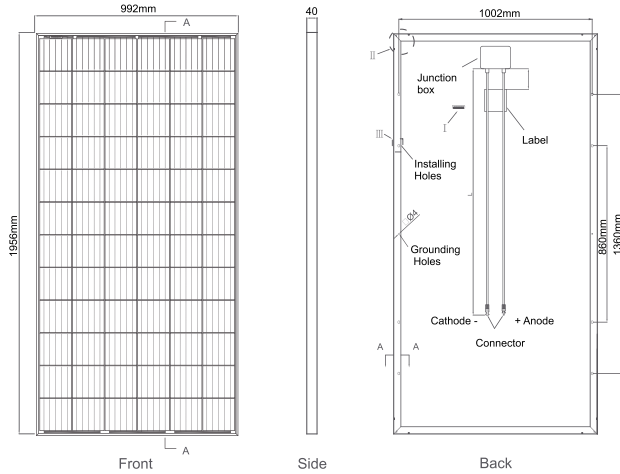 992mm
A
1956mm
A
Front
40
Side
1002mm
II
Junction
box
I
Label
III
Installing
Holes
Ø4
L
Grounding
Holes
860mm
1360mm
Cathode -
+ Anode
Connector
A
A
Back